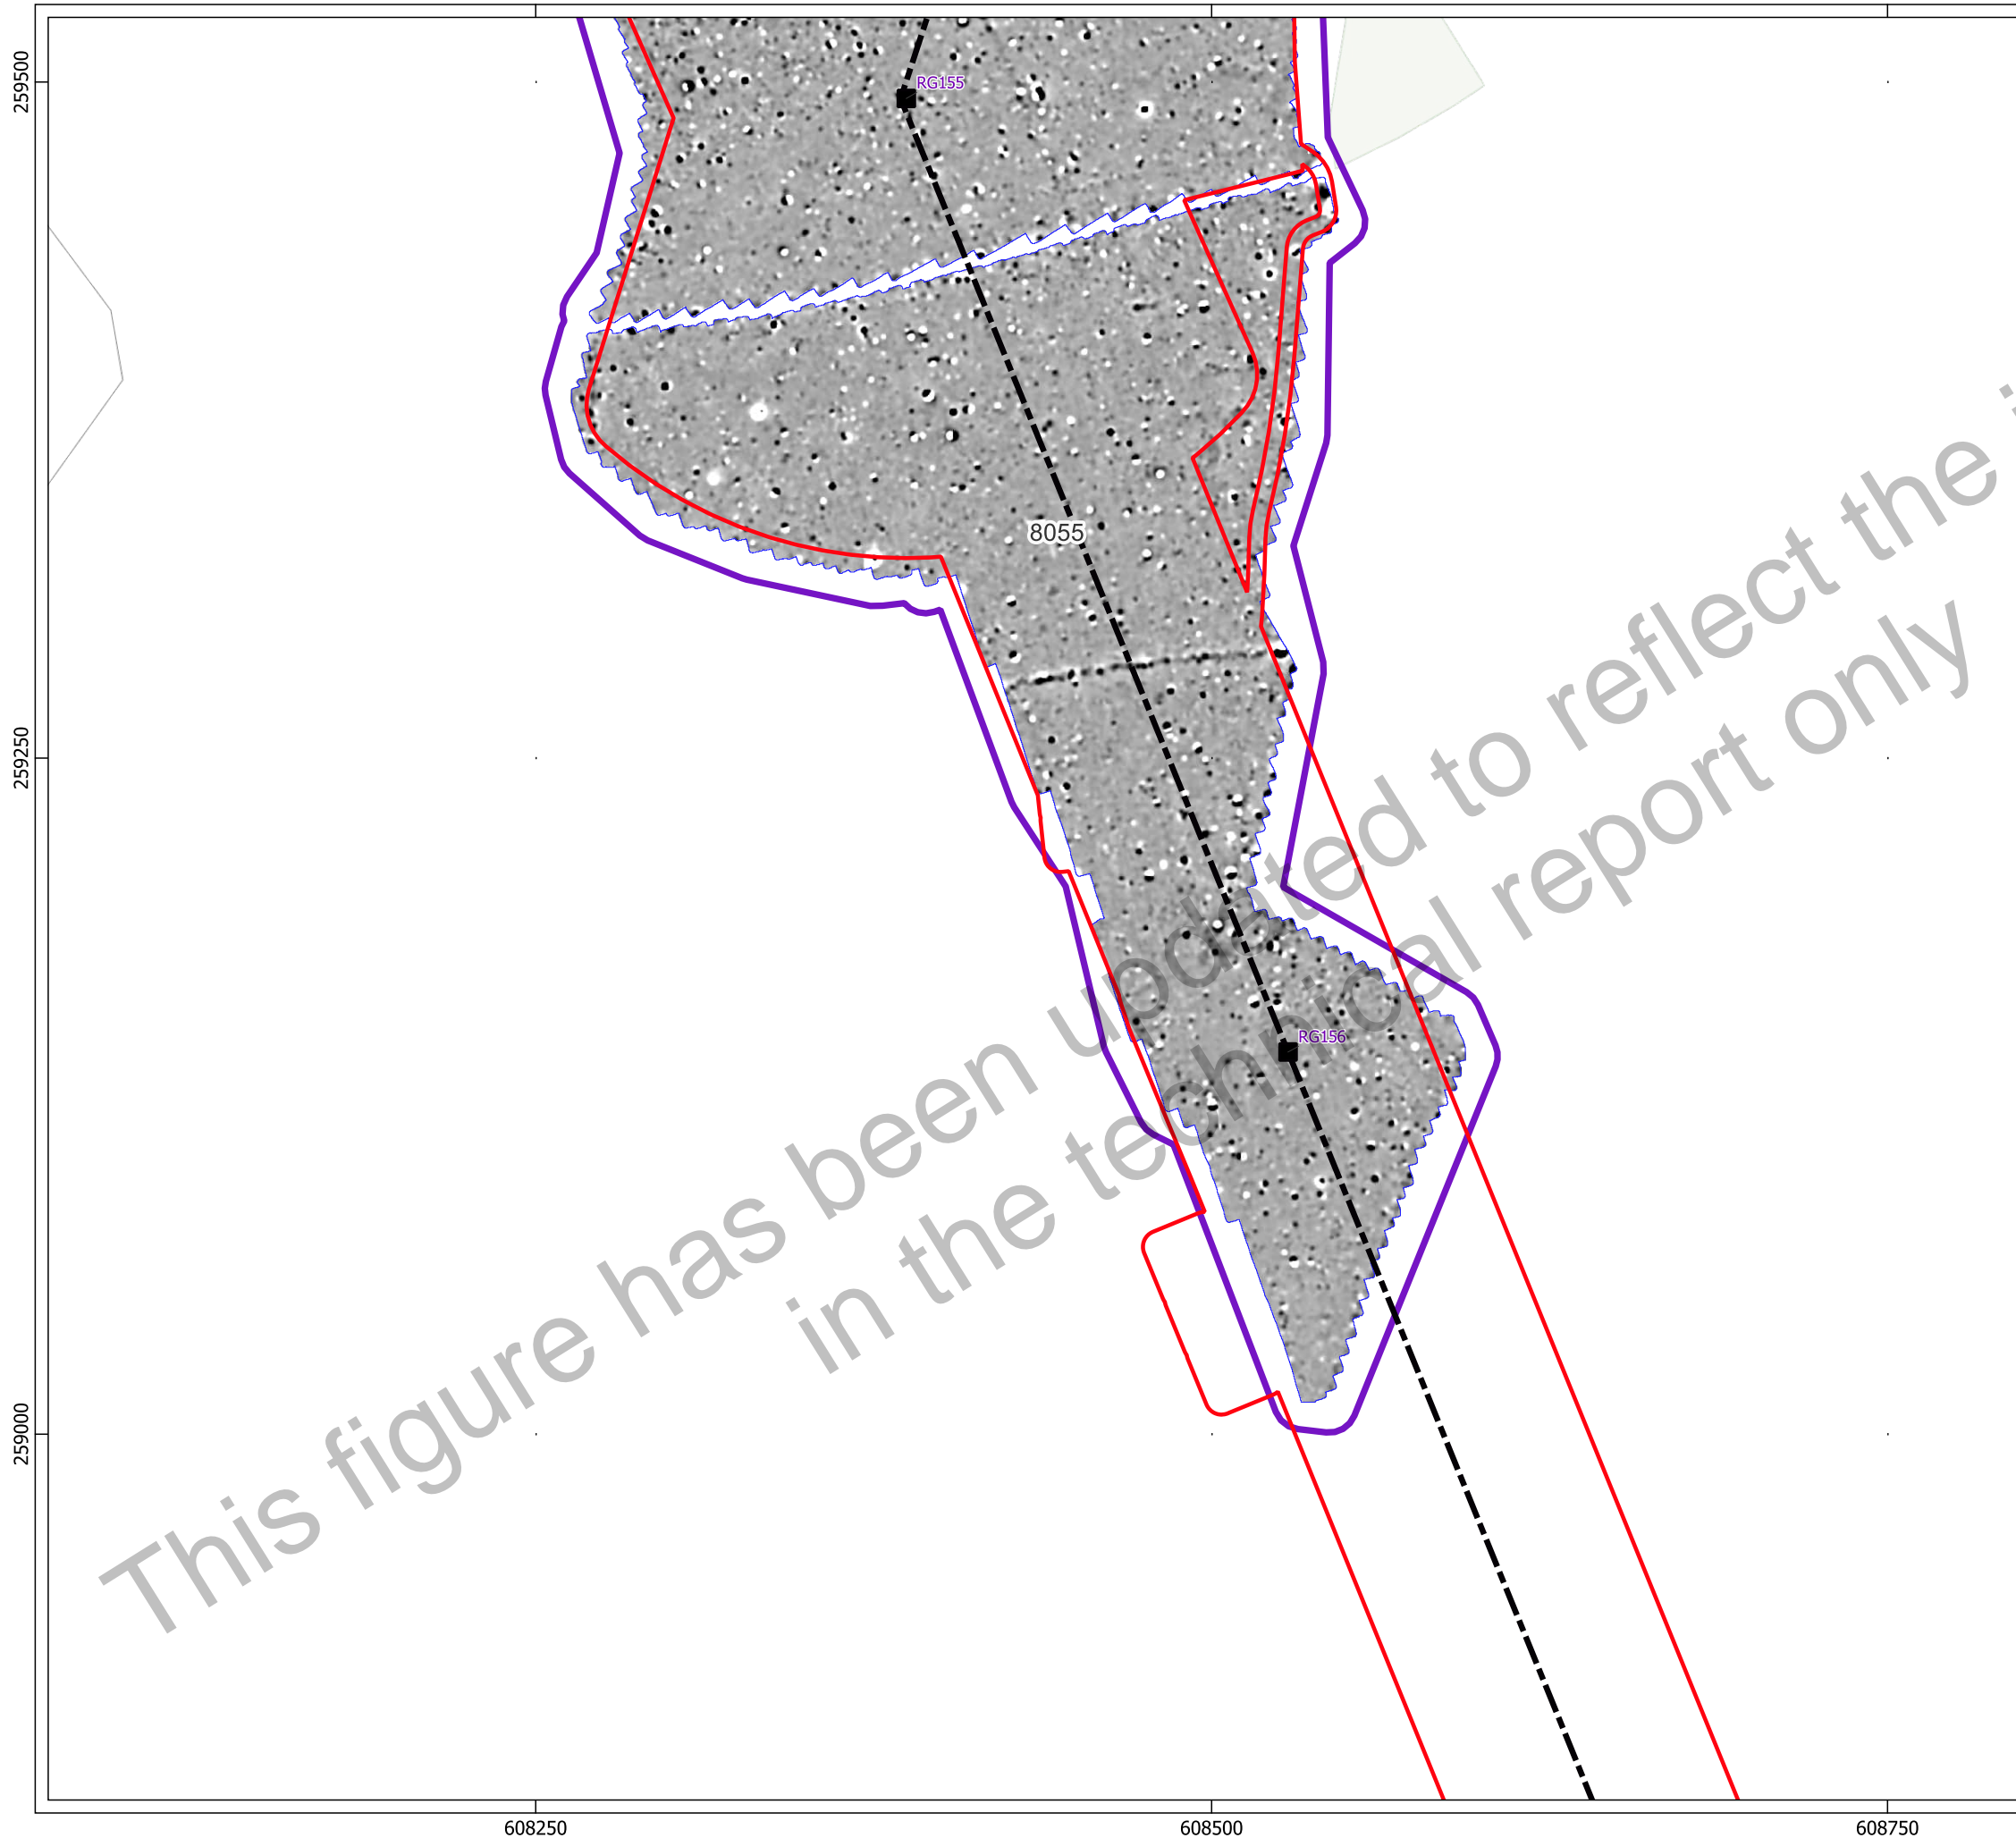 259500
RG155
8055
259250
This figure has been updated to reflect the
in the technical report only
RG156
259000
608250
608500
608750